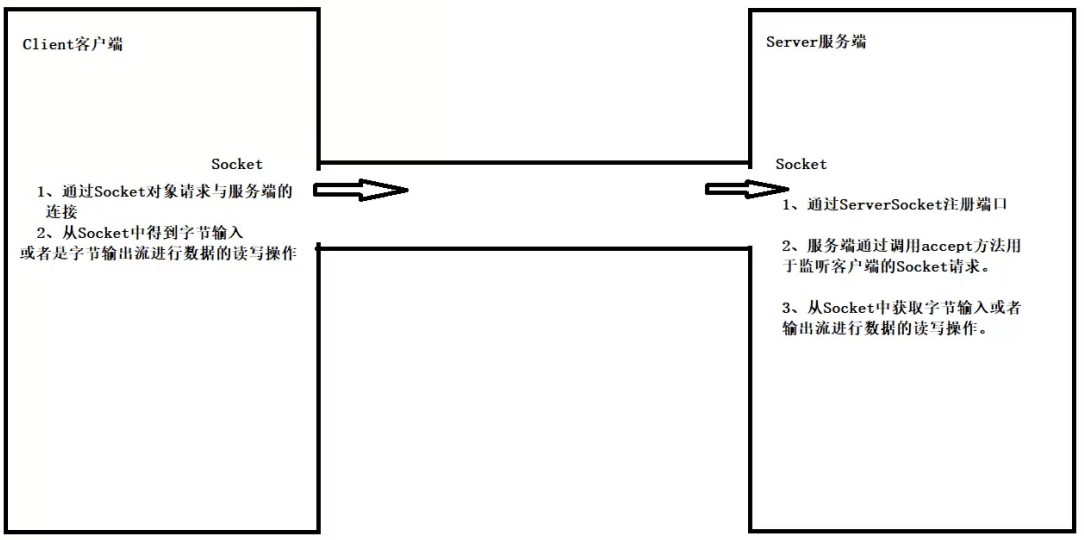 Client客户端
Socket
1、通过Socket对象请求与服务端的
连接
2、从Socket中得到字节输入
或者是字节输出流进行数据的读写操作
Server服务端
Socket
1、通过ServerSocket注册端口
2、服务端通过调用accept方法用
于监听客户端的Socket请求。
3、从Socket中获取字节输入或者
输出流进行数据的读写操作。